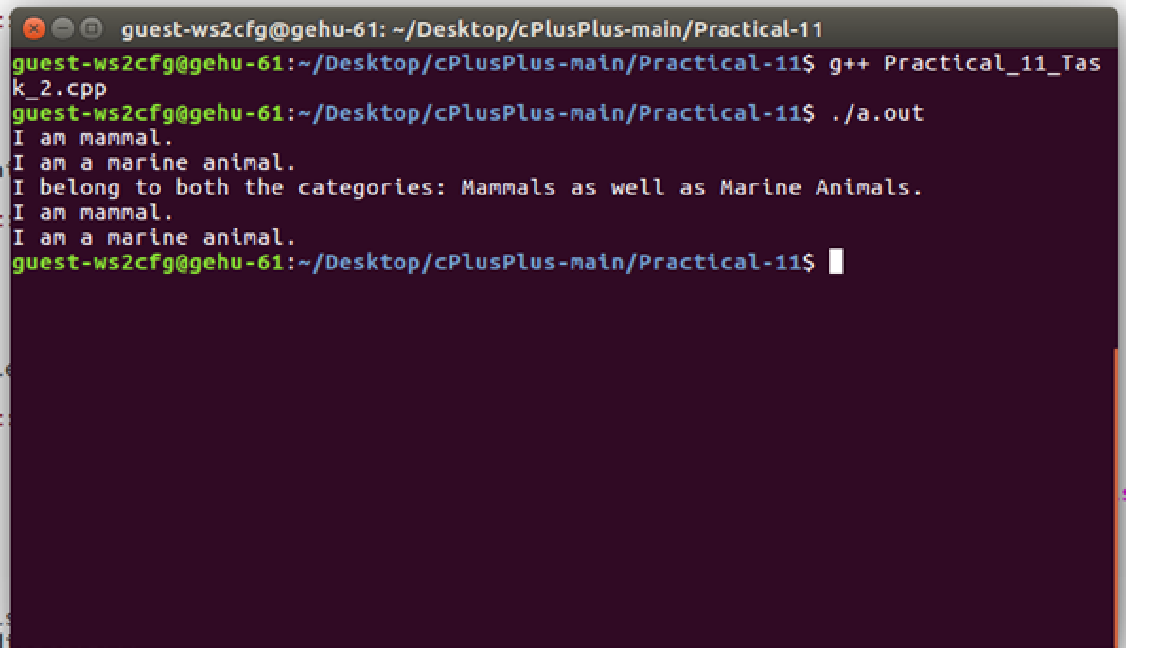 guest-ws2cfg@gehu-61: ~/Desktop/cPlusPlus-main/Practical-11
guest-ws2cfg@gehu-61:~/Desktop/cPlusPlus-main/Practical-11$ g++ Practical_11_Tas
k_2.cpp
guest-ws2cfg@gehu-61:~/Desktop/cPlusPlus-main/Practical-11$ ./a.out
I am mammal.
I am a marine animal.
I belong to both the categories: Mammals as well as Marine Animals.
I am mammal.
I am a marine animal.
guest-ws2cfg@gehu-61:~/Desktop/cPlusPlus-main/Practical-11$